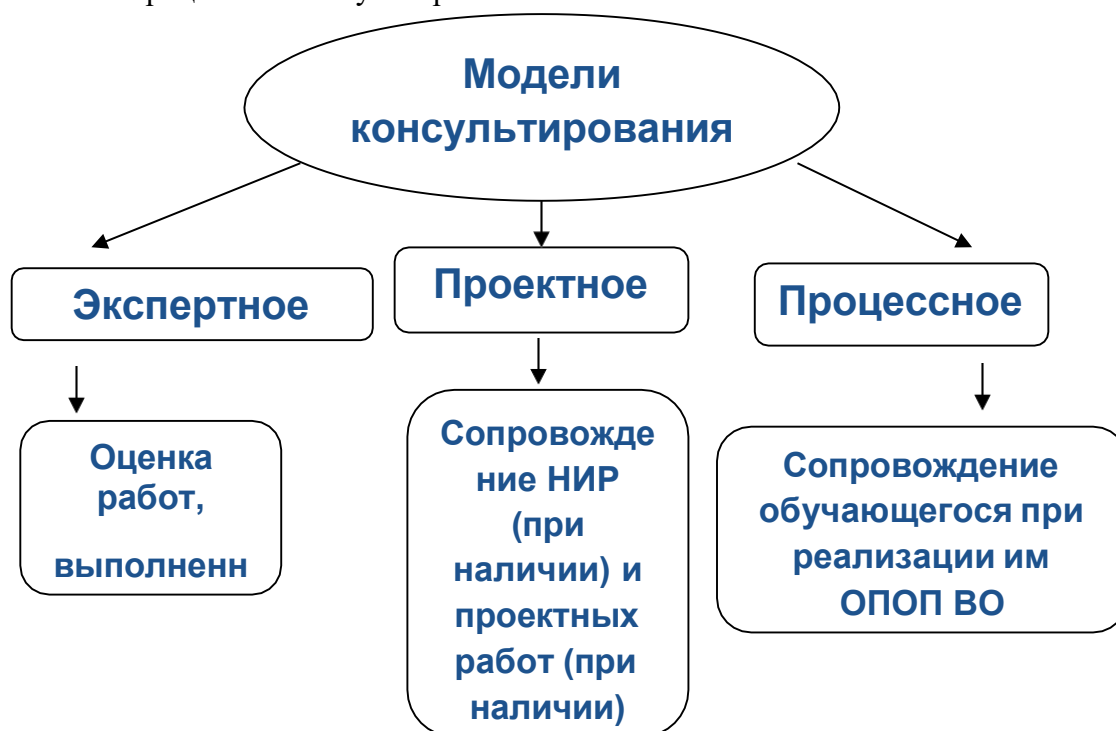 Модели
консультирования
Экспертное
Проектное
Процессное
Оценка
работ,
выполненн
Сопровожде
ние НИР
(при
наличии) и
проектных
работ (при
наличии)
Сопровождение
обучающегося при
реализации им
ОПОП ВО